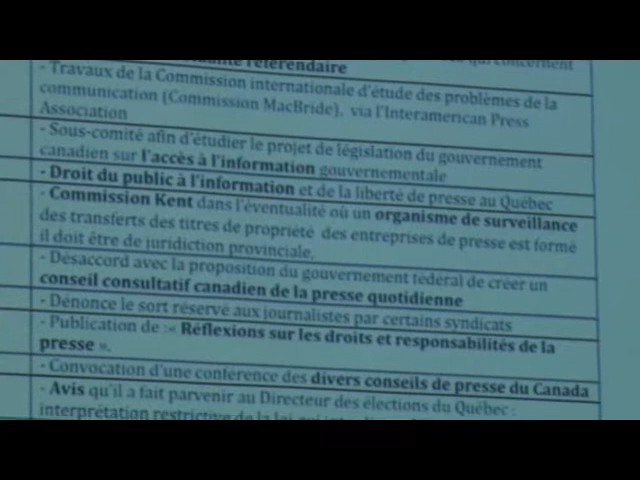 qui concernent
référendaire
- Travaux de la Commission internationale d'étude des problèmes de la
communication (Commission MacBride), via l'Interamerican Press
Association
- Sous-comité afin d'étudier le projet de législation du gouvernement
canadien sur l'accès à l'information gouvernementale
- Droit du public à l'information et de la liberté de presse au Québec
- Commission Kent dans l'éventualité où un organisme de surveillance
des transferts des titres de propriété des entreprises de presse est formé
il doit être de juridiction provinciale.
- Désaccord avec la proposition du gouvernement fédéral de créer un
conseil consultatif canadien de la presse quotidienne
- Dénonce le sort réservé aux journalistes par certains syndicats
- Publication de : « Réflexions sur les droits et responsabilités de la
presse ».
- Convocation d'une conférence des divers conseils de presse du Canada
- Avis qu'il a fait parvenir au Directeur des élections du Québec :
interprétation restrictive de la loi qui